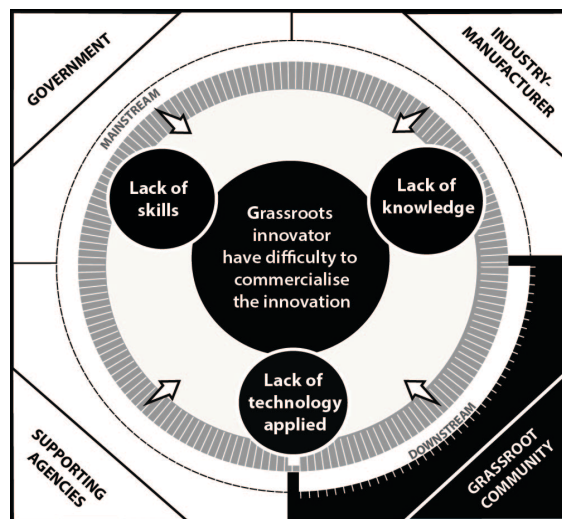 GOVERNMENT
INDUSTRY-
MANUFACTURER
MAINSTREAM
Lack of
skills
Lack of
knowledge
Grassroots
innovator
have difficulty to
commercialise
the innovation
Lack of
technology
applied
DOWNSTREAM
SUPPORTING
AGENCIES
GRASSROOT
COMMUNITY